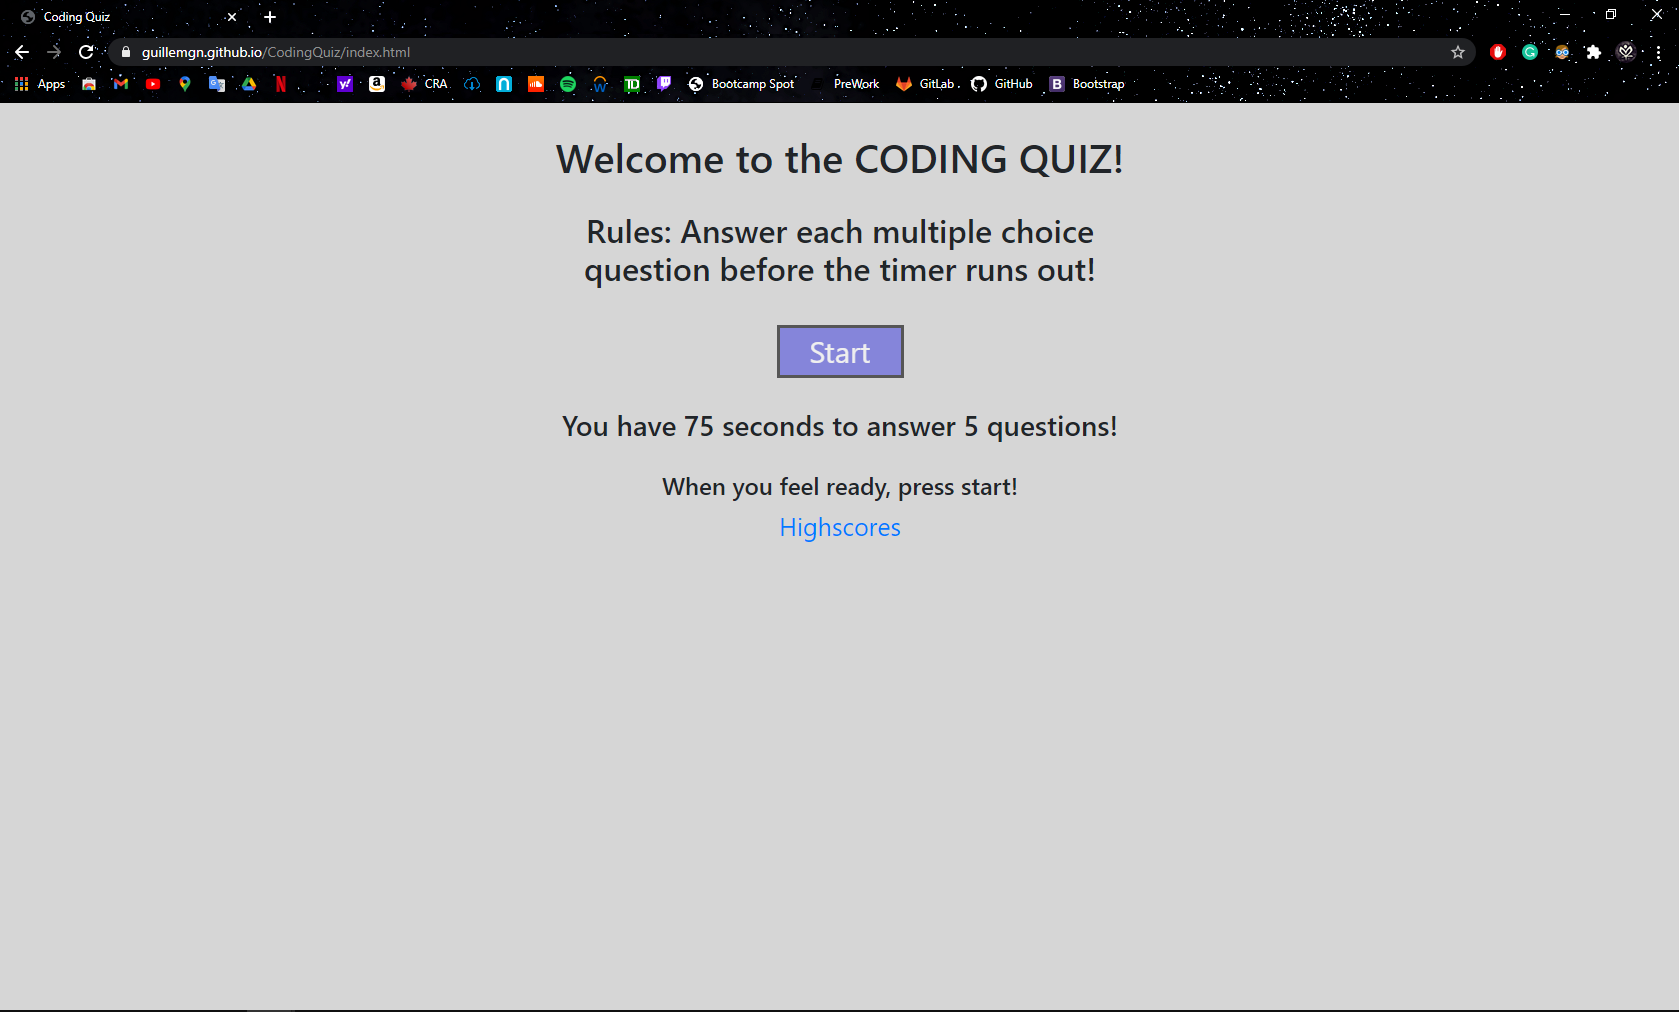 Coding Quiz
guillemgn.github.io/CodingQuiz/index.html
Apps
CRA
Bootcamp Spot
PreWork
GitLab
GitHub
Bootstrap
Welcome to the CODING QUIZ!
Rules: Answer each multiple choice
question before the timer runs out!
Start
You have 75 seconds to answer 5 questions!
When you feel ready, press start!
Highscores